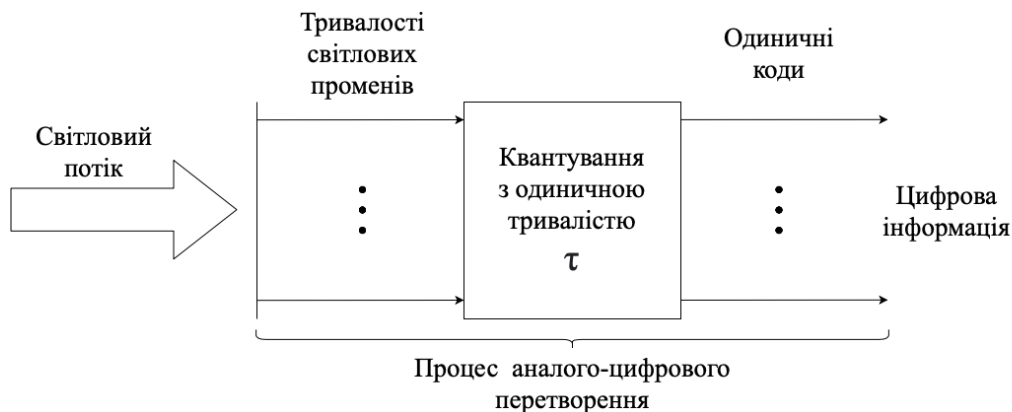 Тривалості
світлових
променів
Одиничні
коди
Світловий
потік
Квантування
з одиничною
тривалістю
τ
Цифрова
інформація
Процес аналого-цифрового
перетворення